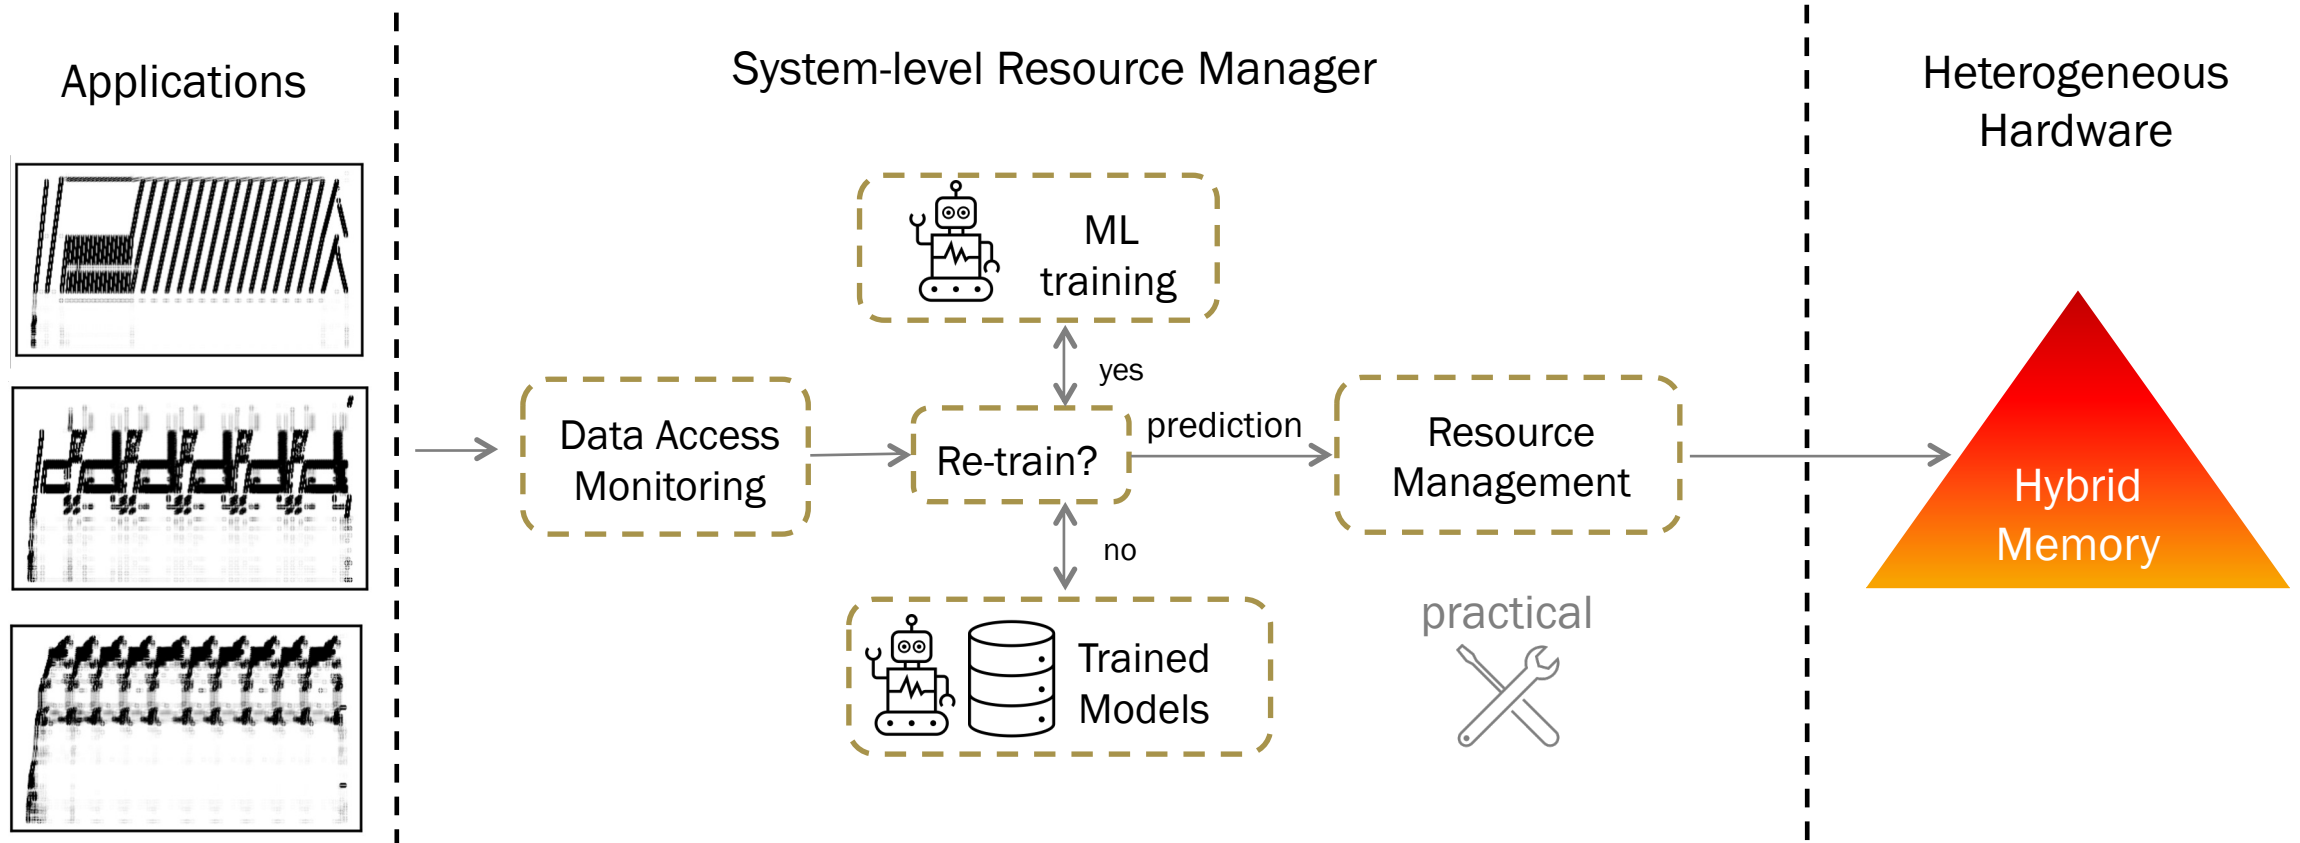 Applications
System-level Resource Manager
Heterogeneous
Hardware
ML
training
yes
Data Access
Monitoring
Re-train?
prediction
Resource
Management
no
Trained
Models
practical
Hybrid
Memory